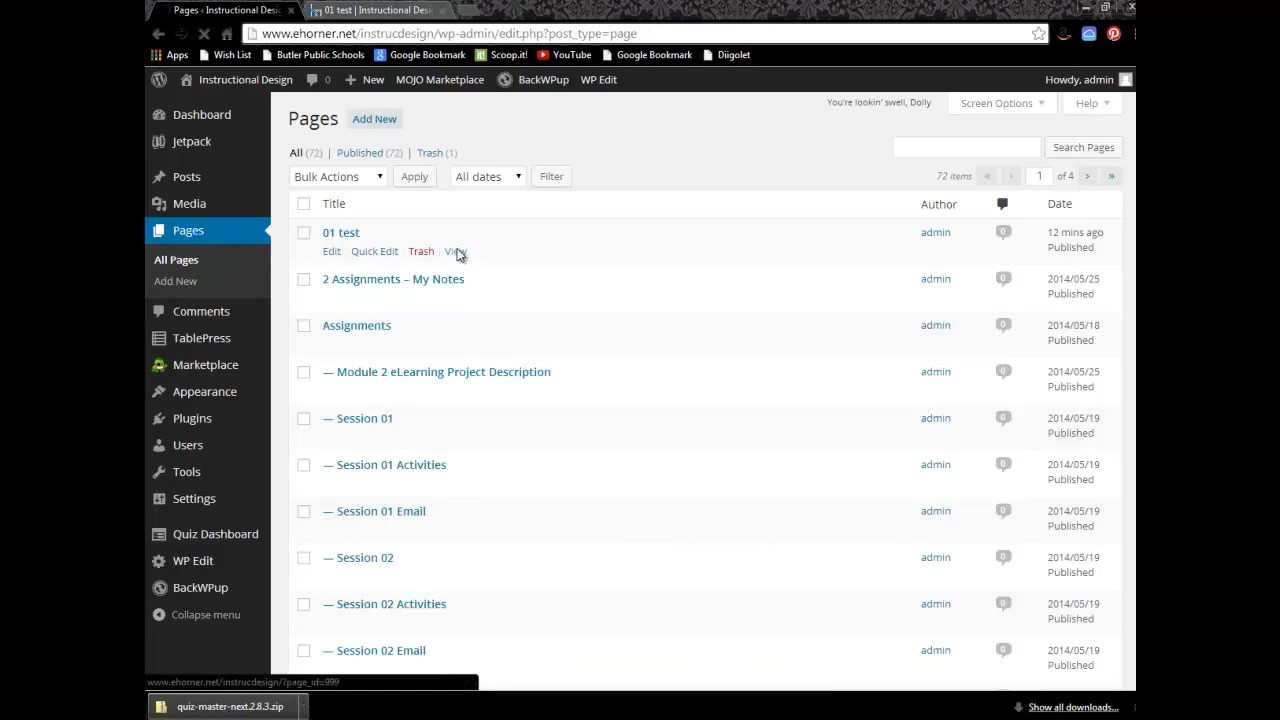 Pages ‹ Instructional Des
01 test | Instructional Desi
www.ehorner.net/instrucdesign/wp-admin/edit.php?post_type=page
Apps Wish List Butler Public Schools Google Bookmark Scoop.it! YouTube Google Bookmark Diigolet
Instructional Design 0 New MOJO Marketplace BackWPup WP Edit Howdy, admin
You're lookin' swell, Dolly Screen Options Help
Dashboard
Jetpack
Posts
Media
Pages
All Pages
Add New
Comments
TablePress
Marketplace
Appearance
Plugins
Users
Tools
Settings
Quiz Dashboard
WP Edit
BackWPup
Collapse menu
Pages Add New
All (72) | Published (72) | Trash (1)
Search Pages
Bulk Actions Apply All dates Filter 72 items « ‹ 1 of 4 › »
Title Author Date
01 test admin 0 12 mins ago
Edit | Quick Edit | Trash | View Published
2 Assignments – My Notes admin 0 2014/05/25
Published
Assignments admin 0 2014/05/18
Published
— Module 2 eLearning Project Description admin 0 2014/05/25
Published
— Session 01 admin 0 2014/05/19
Published
— Session 01 Activities admin 0 2014/05/19
Published
— Session 01 Email admin 0 2014/05/19
Published
— Session 02 admin 0 2014/05/19
Published
— Session 02 Activities admin 0 2014/05/19
Published
— Session 02 Email admin 0 2014/05/19
Published
www.ehorner.net/instrucdesign/?page_id=999
quiz-master-next.2.8.3.zip Show all downloads...